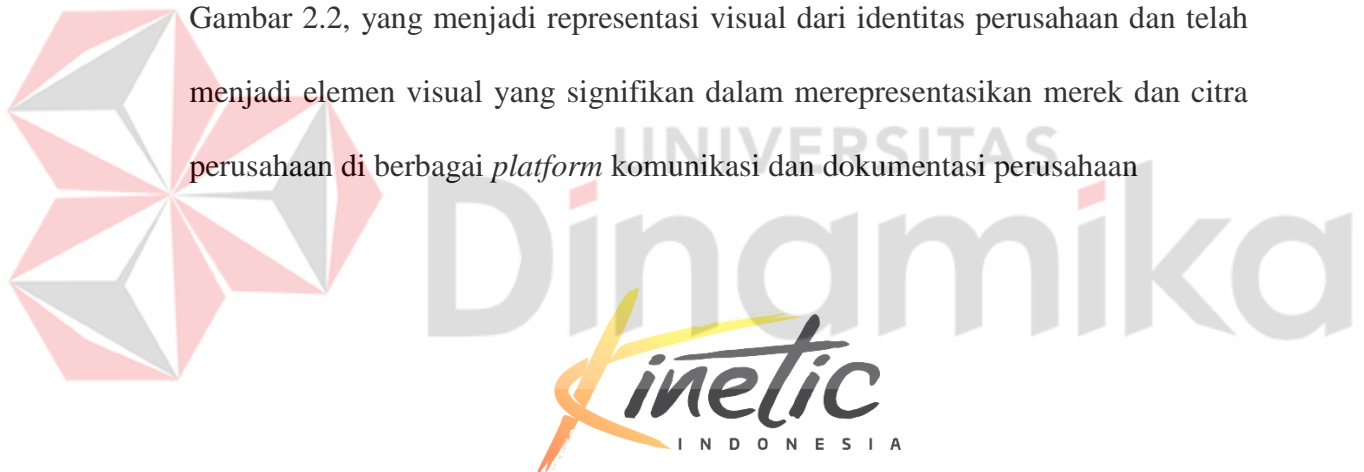 Gambar 2.2, yang menjadi representasi visual dari identitas perusahaan dan telah
menjadi elemen visual yang signifikan dalam merepresentasikan merek dan citra
perusahaan di berbagai platform komunikasi dan dokumentasi perusahaan
UNIVERSITAS
Dinamika
Kinetic
INDONESIA